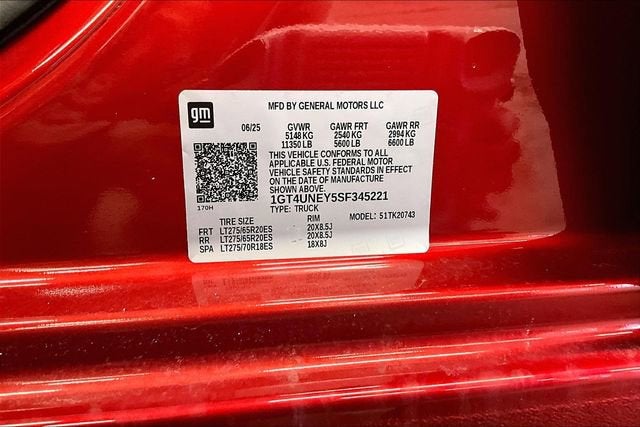 gm
MFD BY GENERAL MOTORS LLC
06/25 GVWR GAWR FRT GAWR RR
5148 KG 2540 KG 2994 KG
11350 LB 5600 LB 6600 LB
THIS VEHICLE CONFORMS TO ALL
APPLICABLE U.S. FEDERAL MOTOR
VEHICLE SAFETY STANDARDS IN EFFECT
ON THE DATE OF MANUFACTURE
SHOWN ABOVE.
170H
1GT4UNEY5SF345221
TYPE: TRUCK
MODEL: 51TK20743
TIRE SIZE RIM
FRT LT275/65R20ES 20X8.5J
RR LT275/65R20ES 20X8.5J
SPA LT275/70R18ES 18X8J